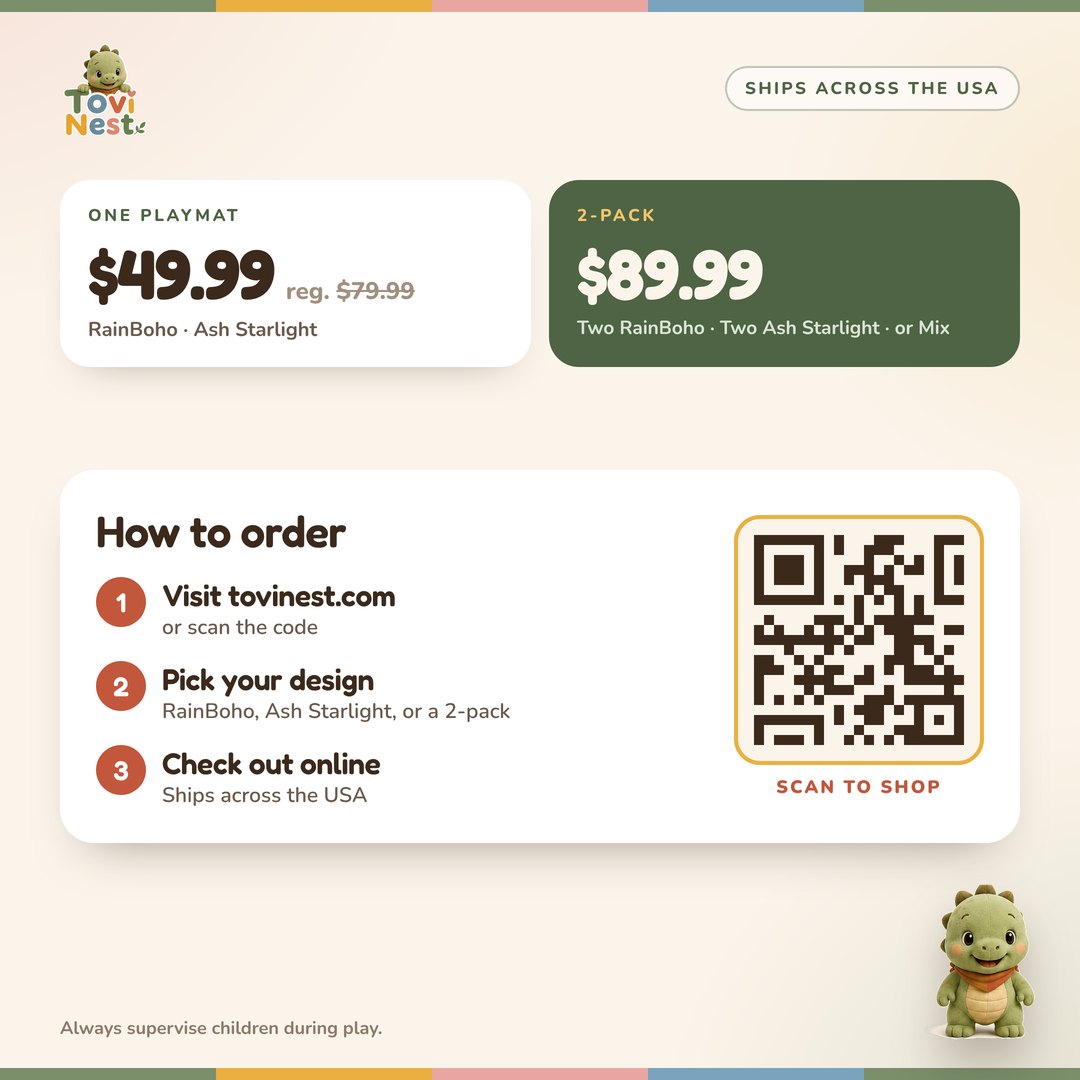 Tovi
Nest
SHIPS ACROSS THE USA
ONE PLAYMAT
$49.99 reg. $79.99
RainBoho · Ash Starlight
2-PACK
$89.99
Two RainBoho · Two Ash Starlight · or Mix
How to order
1 Visit tovinest.com
or scan the code
2 Pick your design
RainBoho, Ash Starlight, or a 2-pack
3 Check out online
Ships across the USA
SCAN TO SHOP
Always supervise children during play.